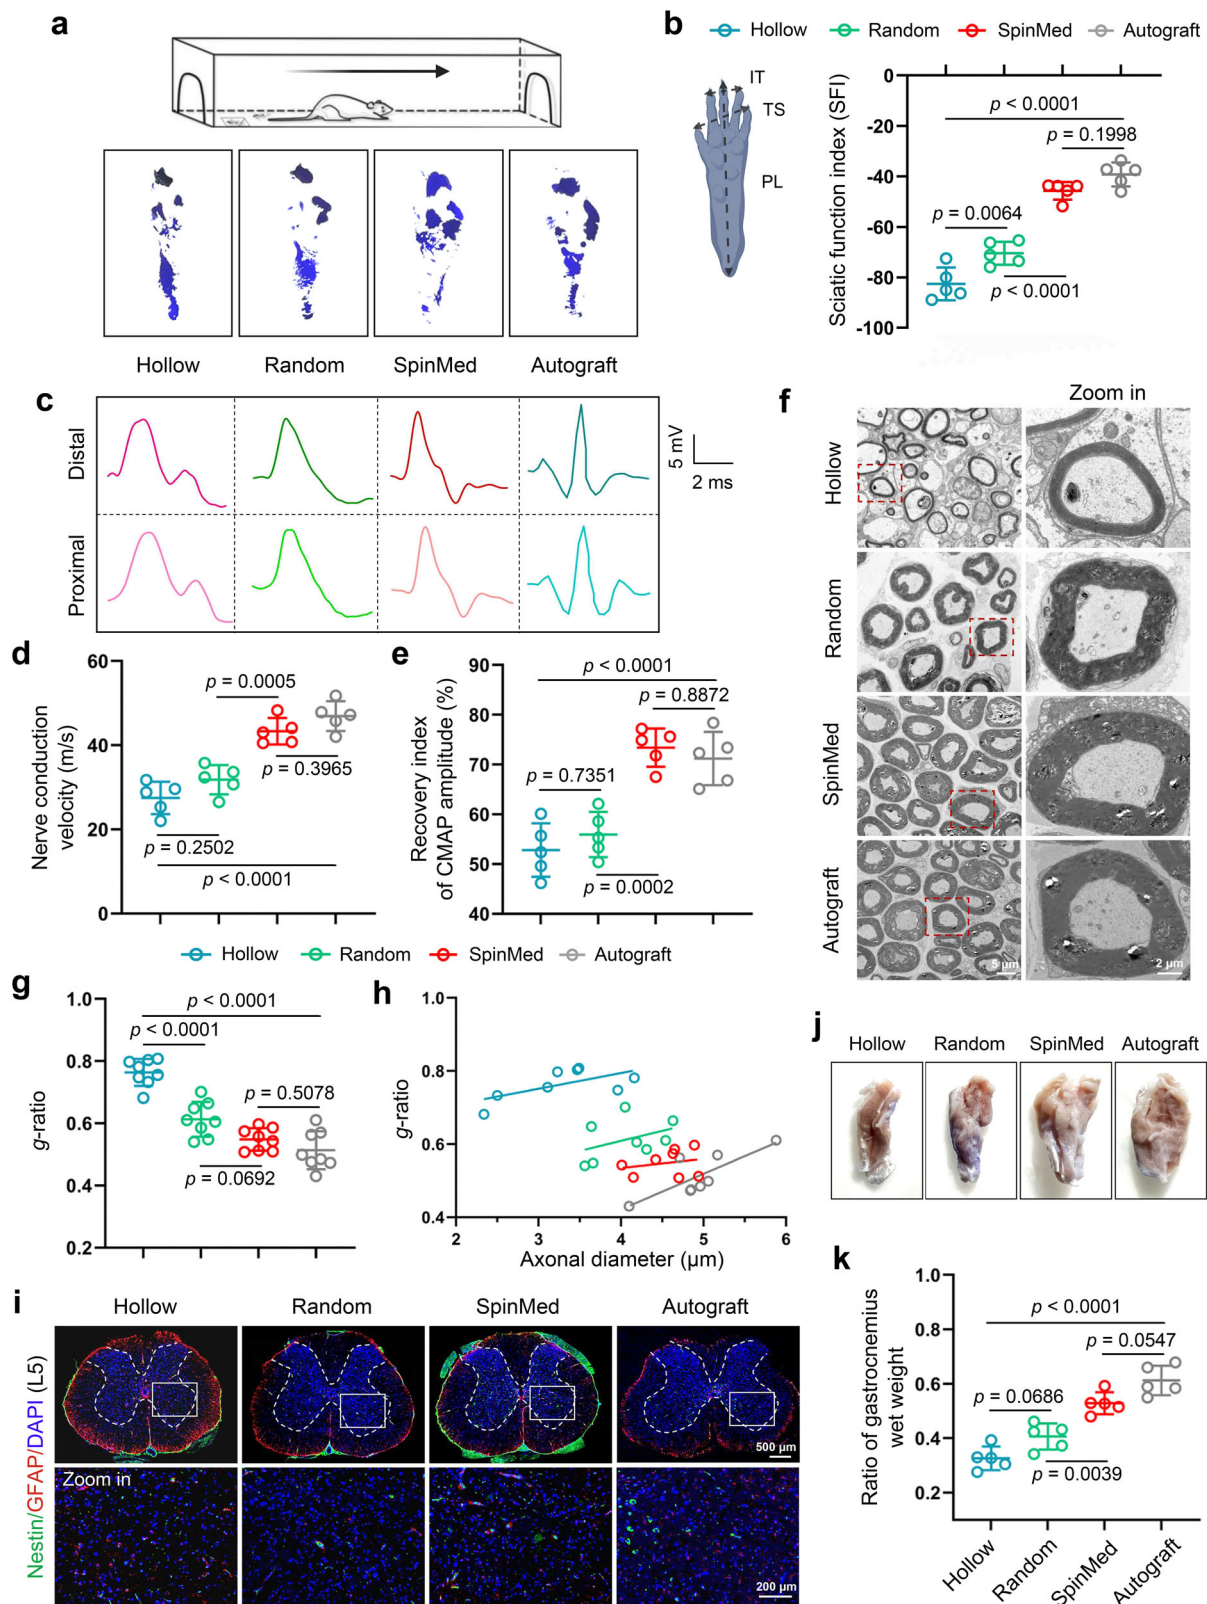 a
b
Hollow Random SpinMed Autograft
IT
TS
PL
Sciatic function index (SFI)
0
-20
-40
-60
-80
-100
p < 0.0001
p = 0.1998
p = 0.0064
p < 0.0001
Hollow Random SpinMed Autograft
c
Distal
Proximal
5 mV
2 ms
f
Zoom in
Hollow
Random
SpinMed
Autograft
5 μm
2 μm
d
Nerve conduction
velocity (m/s)
60
40
20
0
p = 0.0005
p = 0.3965
p = 0.2502
p < 0.0001
e
Recovery index
of CMAP amplitude (%)
90
80
70
60
50
40
p < 0.0001
p = 0.8872
p = 0.7351
p = 0.0002
Hollow Random SpinMed Autograft
g
g-ratio
1.0
0.8
0.6
0.4
0.2
p < 0.0001
p < 0.0001
p = 0.5078
p = 0.0692
h
g-ratio
1.0
0.8
0.6
0.4
2 3 4 5 6
Axonal diameter (μm)
j
Hollow Random SpinMed Autograft
i
Hollow Random SpinMed Autograft
Nestin/GFAP/DAPI (L5)
500 μm
Zoom in
200 μm
k
Ratio of gastrocnemius
wet weight
1.0
0.8
0.6
0.4
0.2
p < 0.0001
p = 0.0547
p = 0.0686
p = 0.0039
Hollow
Random
SpinMed
Autograft